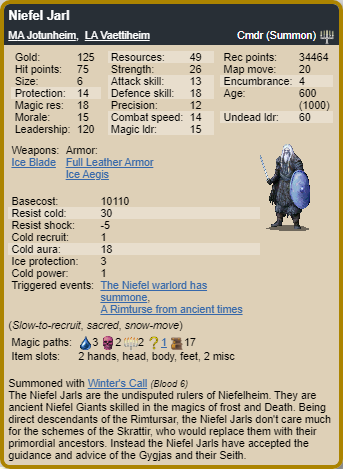 Niefel Jarl
MA Jotunheim, LA Vaettiheim Cmdr (Summon)
Gold: 125 Resources: 49 Rec points: 34464
Hit points: 75 Strength: 26 Map move: 20
Size: 6 Attack skill: 13 Encumbrance: 4
Protection: 14 Defence skill: 18 Age: 600
Magic res: 18 Precision: 12 (1000)
Morale: 15 Combat speed: 14 Undead ldr: 60
Leadership: 120 Magic ldr: 15
Weapons: Armor:
Ice Blade Full Leather Armor
Ice Aegis
Basecost: 10110
Resist cold: 30
Resist shock: -5
Cold recruit: 1
Cold aura: 18
Ice protection: 3
Cold power: 1
Triggered events: The Niefel warlord has
summone,
A Rimturse from ancient times
(Slow-to-recruit, sacred, snow-move)
Magic paths: 3 2 2 ?1 17
Item slots: 2 hands, head, body, feet, 2 misc
Summoned with Winter's Call (Blood 6)
The Niefel Jarls are the undisputed rulers of Niefelheim. They are
ancient Niefel Giants skilled in the magics of frost and Death. Being
direct descendants of the Rimtursar, the Niefel Jarls don't care much
for the schemes of the Skrattir, who would replace them with their
primordial ancestors. Instead the Niefel Jarls have accepted the
guidance and advice of the Gygjas and their Seith.